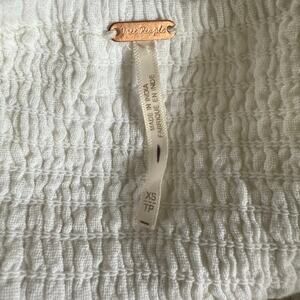 Free People
MADE IN INDIA
FABRIQUE EN INDE
XS
TP